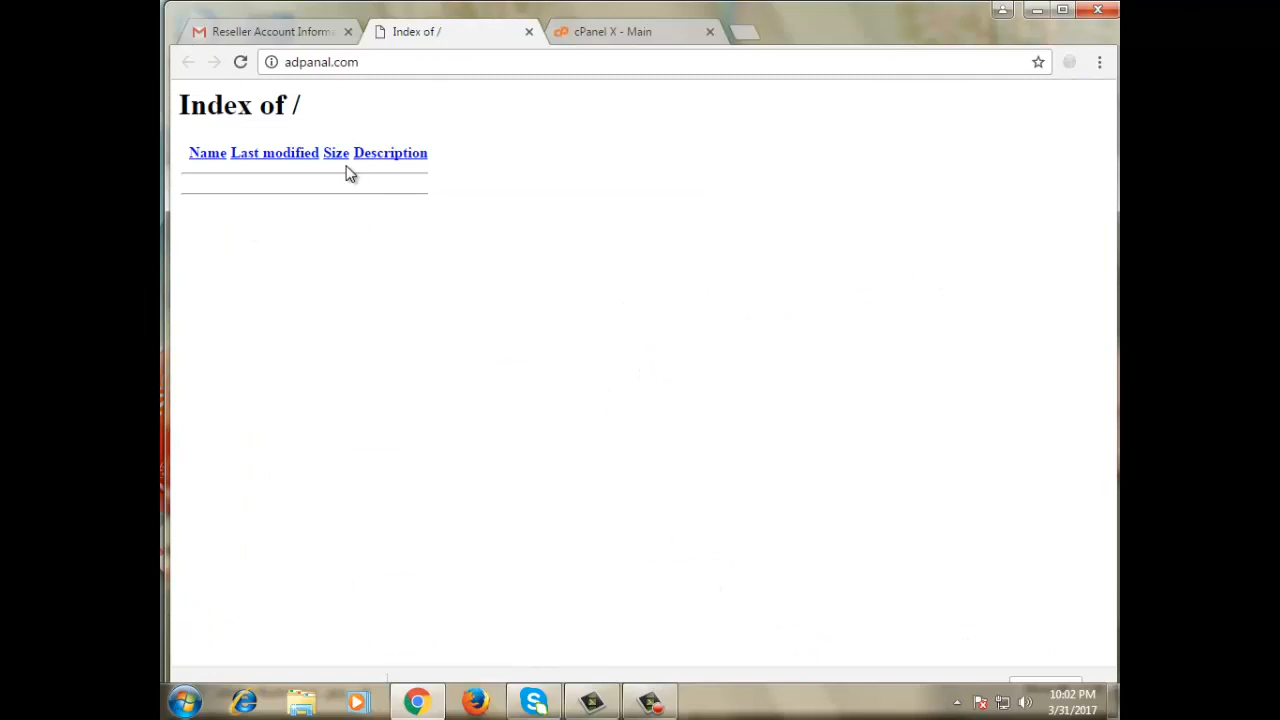 Reseller Account Inform
Index of /
cPanel X - Main
adpanal.com
Index of /
Name Last modified Size Description
10:02 PM
3/31/2017